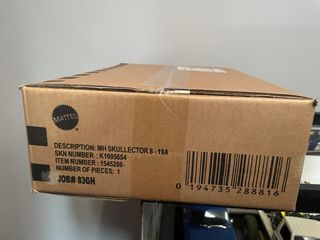 MATTEL
DESCRIPTION: MH SKULLECTOR 8 - 19A
SKN NUMBER : K1095654
ITEM NUMBER : 1545286
NUMBER OF PIECES: 1
JOB# 83GH
0 194735 288816